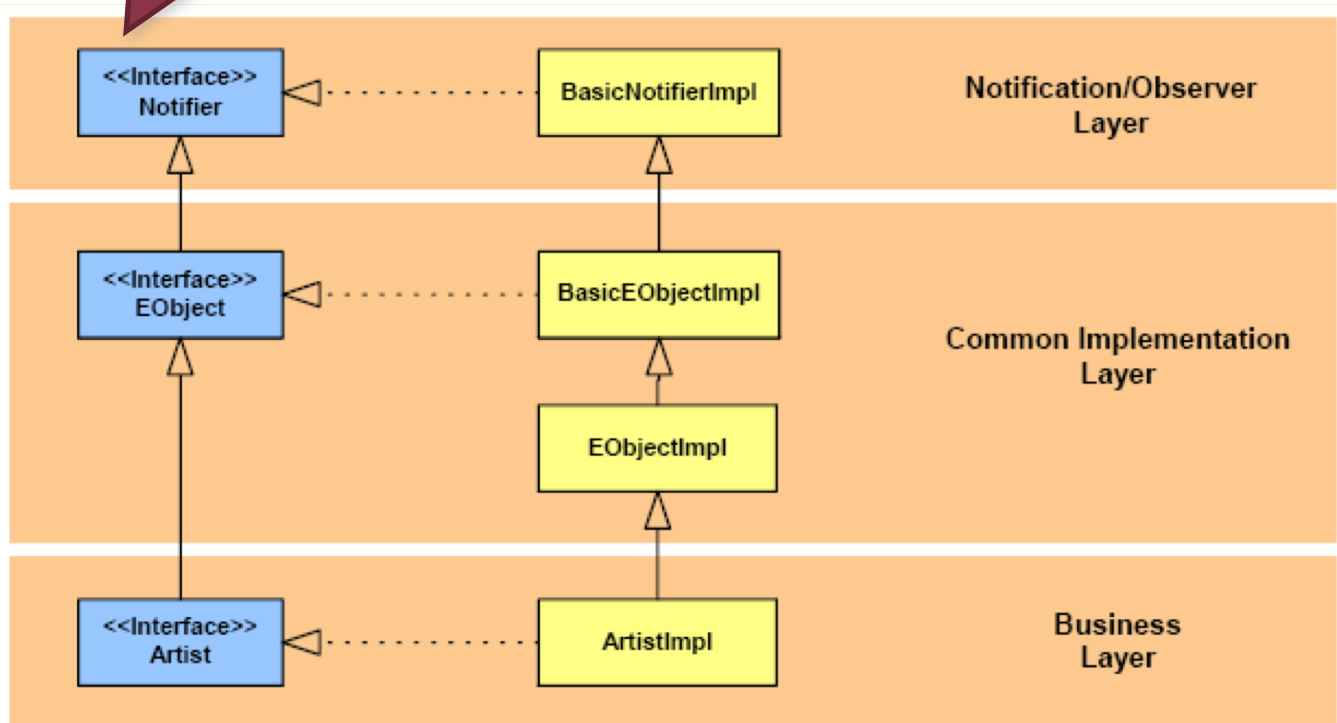 <<Interface>>
Notifier
BasicNotifierImpl
Notification/Observer
Layer
<<Interface>>
EObject
BasicEObjectImpl
Common Implementation
Layer
EObjectImpl
<<Interface>>
Artist
ArtistImpl
Business
Layer